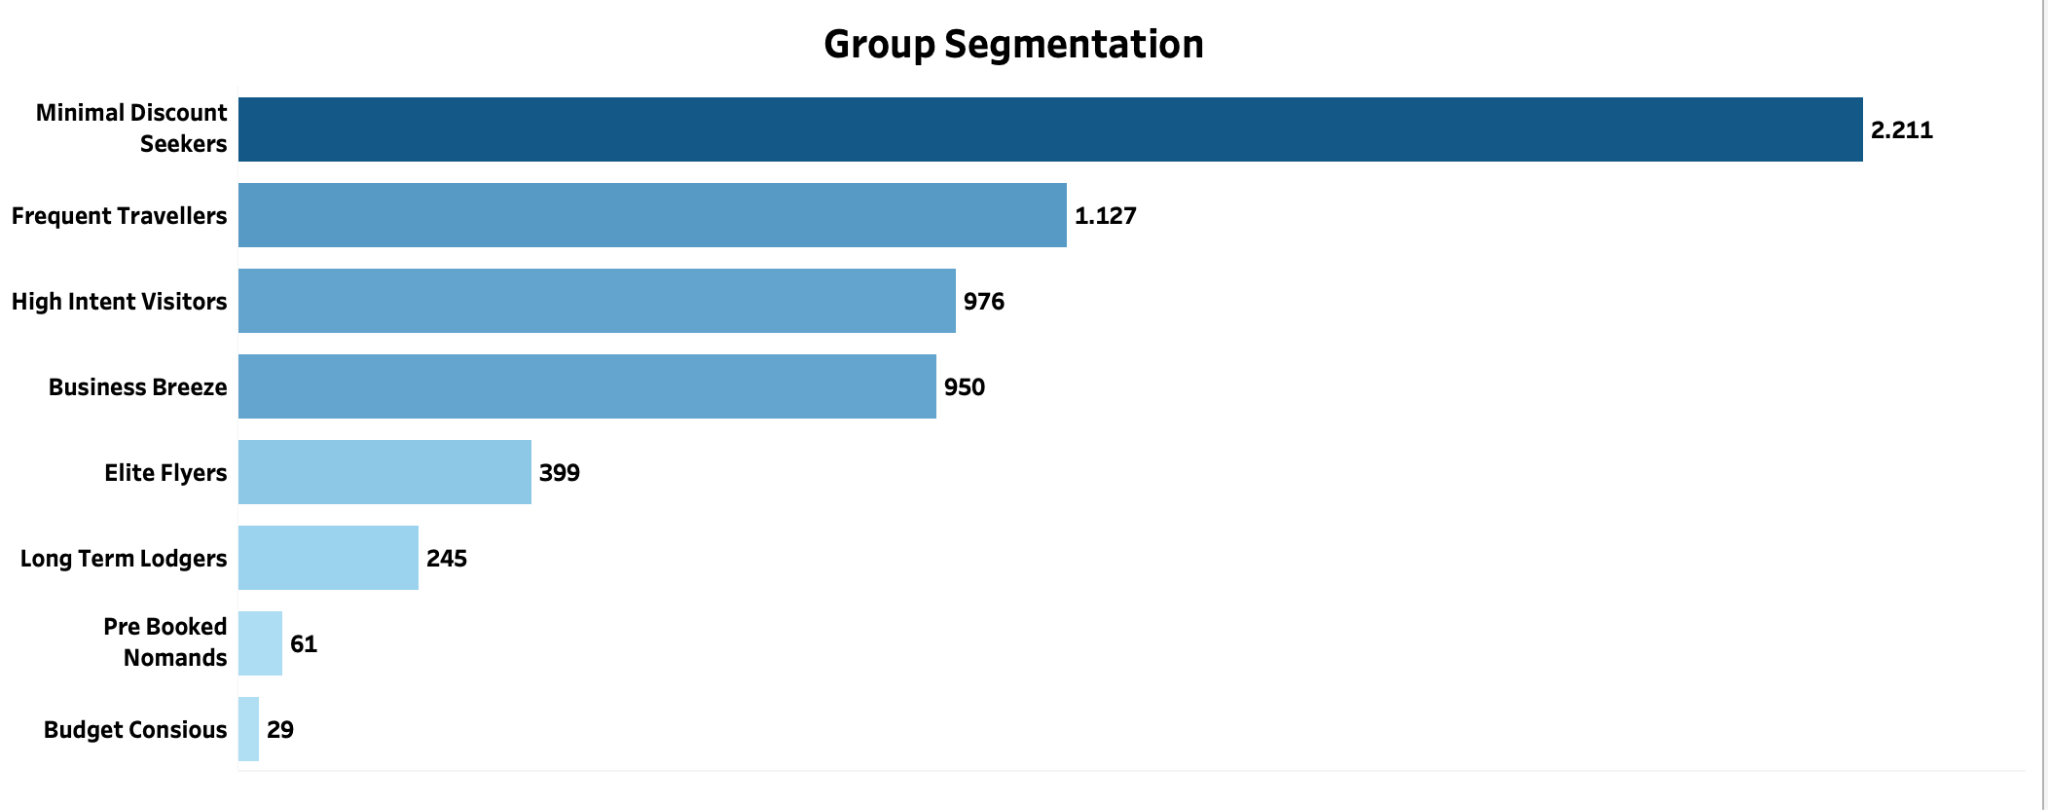 Group Segmentation
Minimal Discount
Seekers
2.211
Frequent Travellers
1.127
High Intent Visitors
976
Business Breeze
950
Elite Flyers
399
Long Term Lodgers
245
Pre Booked
Nomands
61
Budget Consious
29